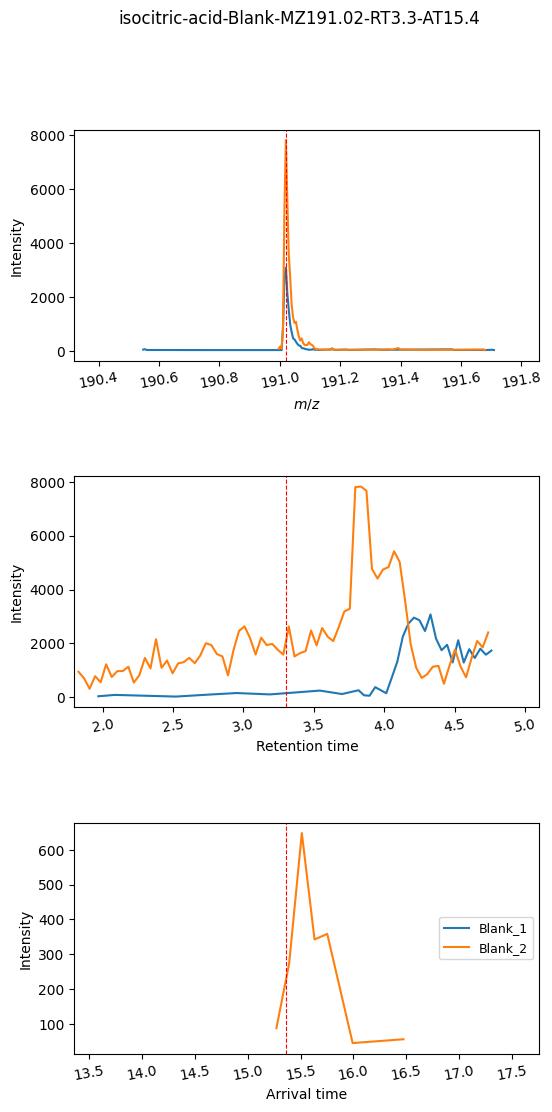 isocitric-acid-Blank-MZ191.02-RT3.3-AT15.4
8000
6000
4000
2000
0
Intensity
190.4 190.6 190.8 191.0 191.2 191.4 191.6 191.8
m/z
8000
6000
4000
2000
0
Intensity
2.0 2.5 3.0 3.5 4.0 4.5 5.0
Retention time
600
500
400
300
200
100
Intensity
Blank_1
Blank_2
13.5 14.0 14.5 15.0 15.5 16.0 16.5 17.0 17.5
Arrival time